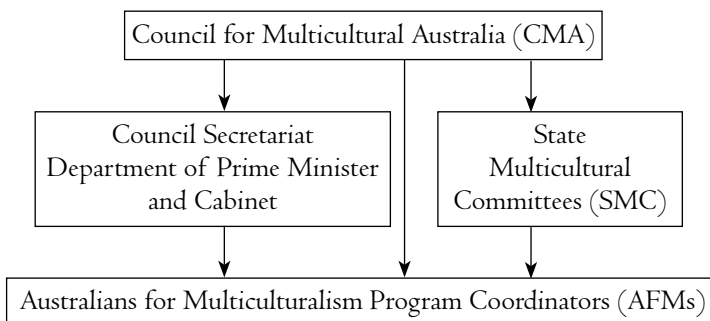 Council for Multicultural Australia (CMA)
Council Secretariat
Department of Prime Minister
and Cabinet
State
Multicultural
Committees (SMC)
Australians for Multiculturalism Program Coordinators (AFMs)